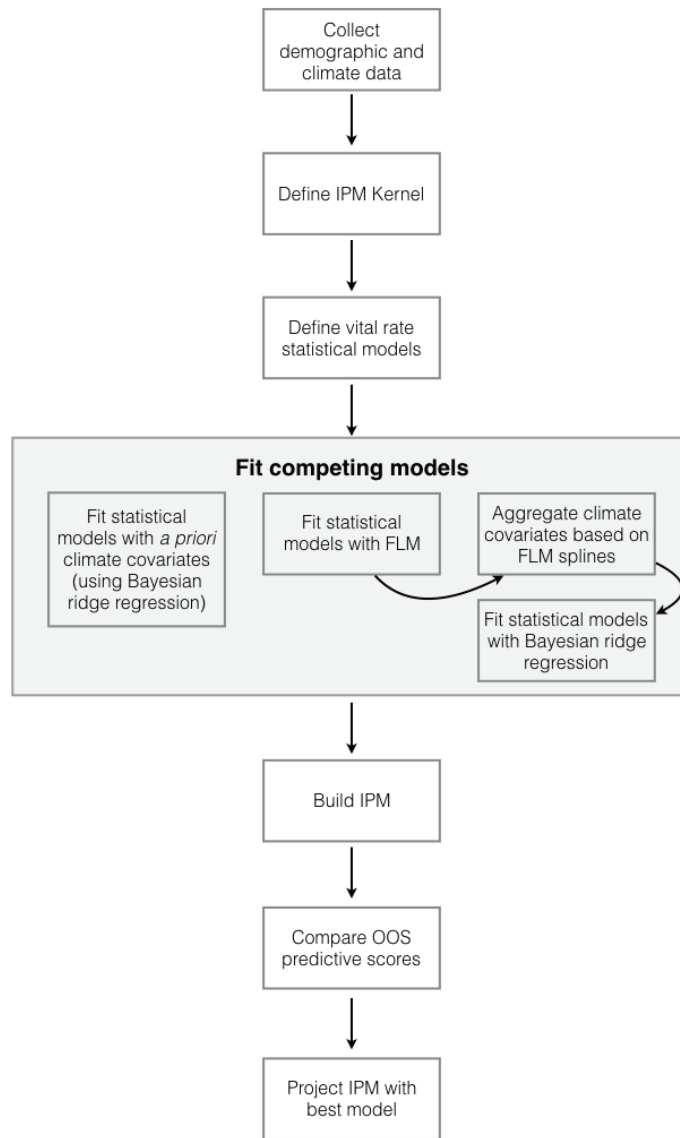 Collect
demographic and
climate data
Define IPM Kernel
Define vital rate
statistical models
Fit competing models
Fit statistical
models with a priori
climate covariates
(using Bayesian
ridge regression)
Fit statistical
models with FLM
Aggregate climate
covariates based on
FLM splines
Fit statistical models
with Bayesian ridge
regression
Build IPM
Compare OOS
predictive scores
Project IPM with
best model